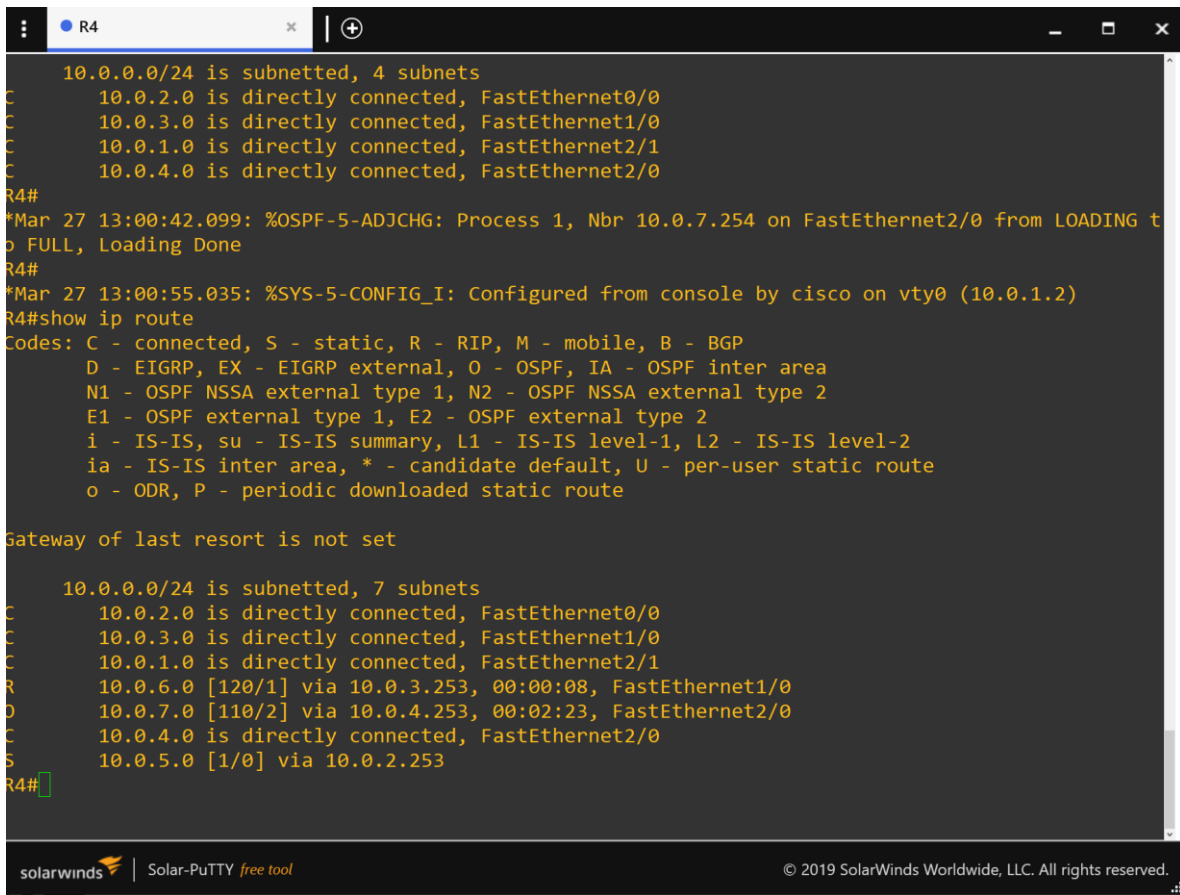 R4
10.0.0.0/24 is subnetted, 4 subnets
C 10.0.2.0 is directly connected, FastEthernet0/0
C 10.0.3.0 is directly connected, FastEthernet1/0
C 10.0.1.0 is directly connected, FastEthernet2/1
C 10.0.4.0 is directly connected, FastEthernet2/0
R4#
*Mar 27 13:00:42.099: %OSPF-5-ADJCHG: Process 1, Nbr 10.0.7.254 on FastEthernet2/0 from LOADING t
o FULL, Loading Done
R4#
*Mar 27 13:00:55.035: %SYS-5-CONFIG_I: Configured from console by cisco on vty0 (10.0.1.2)
R4#show ip route
Codes: C - connected, S - static, R - RIP, M - mobile, B - BGP
D - EIGRP, EX - EIGRP external, O - OSPF, IA - OSPF inter area
N1 - OSPF NSSA external type 1, N2 - OSPF NSSA external type 2
E1 - OSPF external type 1, E2 - OSPF external type 2
i - IS-IS, su - IS-IS summary, L1 - IS-IS level-1, L2 - IS-IS level-2
ia - IS-IS inter area, * - candidate default, U - per-user static route
o - ODR, P - periodic downloaded static route
Gateway of last resort is not set
10.0.0.0/24 is subnetted, 7 subnets
C 10.0.2.0 is directly connected, FastEthernet0/0
C 10.0.3.0 is directly connected, FastEthernet1/0
C 10.0.1.0 is directly connected, FastEthernet2/1
R 10.0.6.0 [120/1] via 10.0.3.253, 00:00:08, FastEthernet1/0
O 10.0.7.0 [110/2] via 10.0.4.253, 00:02:23, FastEthernet2/0
C 10.0.4.0 is directly connected, FastEthernet2/0
S 10.0.5.0 [1/0] via 10.0.2.253
R4#
solarwinds | Solar-PuTTY free tool © 2019 SolarWinds Worldwide, LLC. All rights reserved.